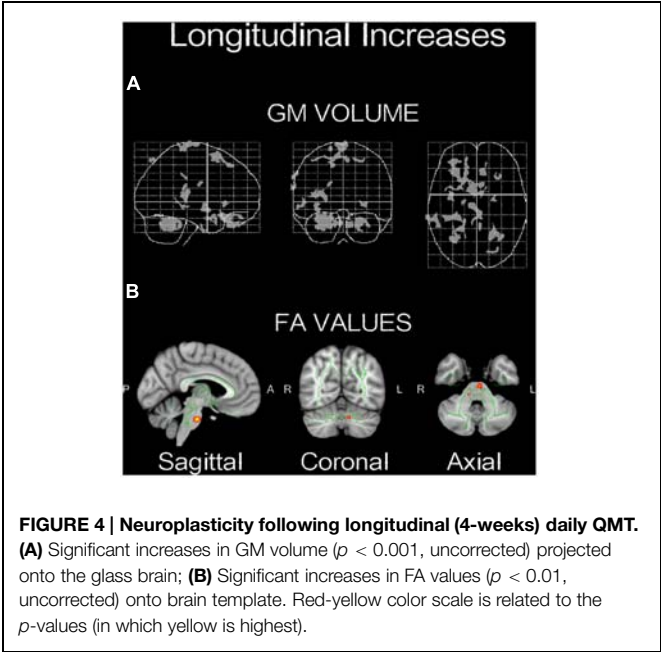 Longitudinal Increases
A
GM VOLUME
B
FA VALUES
P A R L R L
Sagittal Coronal Axial
FIGURE 4 | Neuroplasticity following longitudinal (4-weeks) daily QMT.
(A) Significant increases in GM volume (p < 0.001, uncorrected) projected
onto the glass brain; (B) Significant increases in FA values (p < 0.01,
uncorrected) onto brain template. Red-yellow color scale is related to the
p-values (in which yellow is highest).